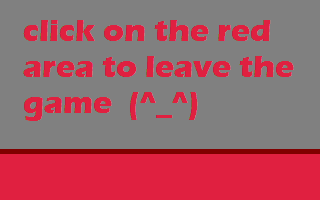 click on the red
area to leave the
game (^_^)